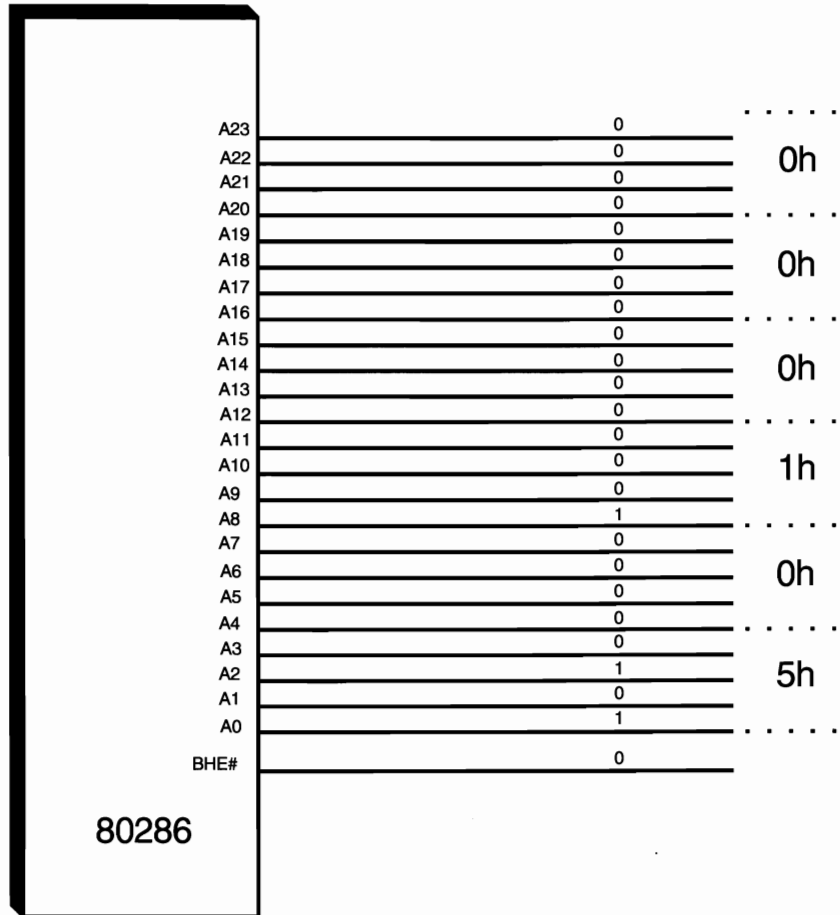 A23 0
A22 0
0h
A21 0
A20 0
A19 0
A18 0
0h
A17 0
A16 0
A15 0
A14 0
0h
A13 0
A12 0
A11 0
A10 0
1h
A9 0
A8 1
A7 0
A6 0
0h
A5 0
A4 0
A3 0
A2 1
5h
A1 0
A0 1
BHE# 0
80286